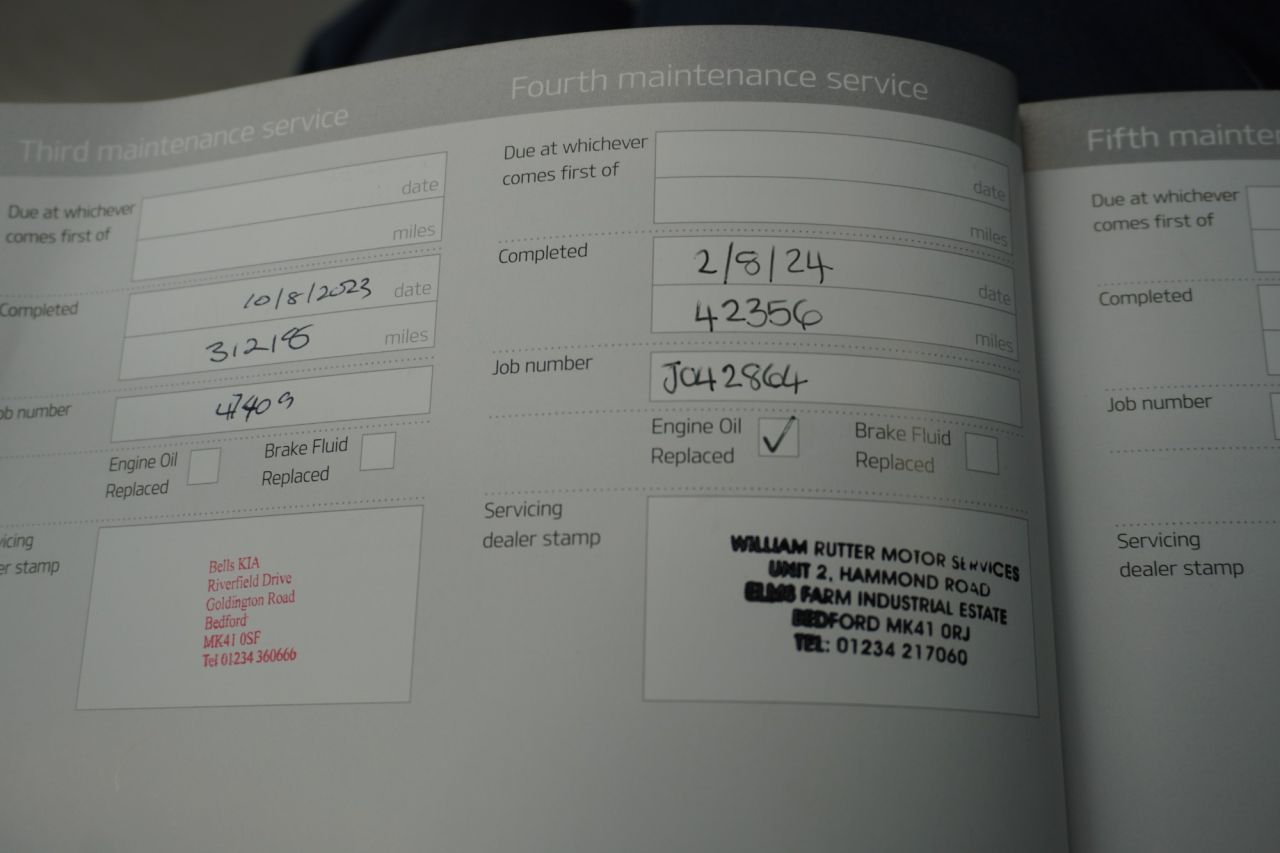 Third maintenance service
Due at whichever
comes first of
date
miles
Completed
10/8/2023 date
31218 miles
ob number
47409
Engine Oil
Replaced
Brake Fluid
Replaced
vicing
er stamp
Bells KIA
Riverfield Drive
Goldington Road
Bedford
MK41 0SF
Tel 01234 360666
Fourth maintenance service
Due at whichever
comes first of
date
miles
Completed
2/8/24
date
42356
miles
Job number
J042864
Engine Oil
Replaced
✓
Brake Fluid
Replaced
Servicing
dealer stamp
WILLIAM RUTTER MOTOR SERVICES
UNIT 2, HAMMOND ROAD
ELMS FARM INDUSTRIAL ESTATE
BEDFORD MK41 0RJ
TEL: 01234 217060
Fifth mainte
Due at whichever
comes first of
Completed
Job number
Servicing
dealer stamp